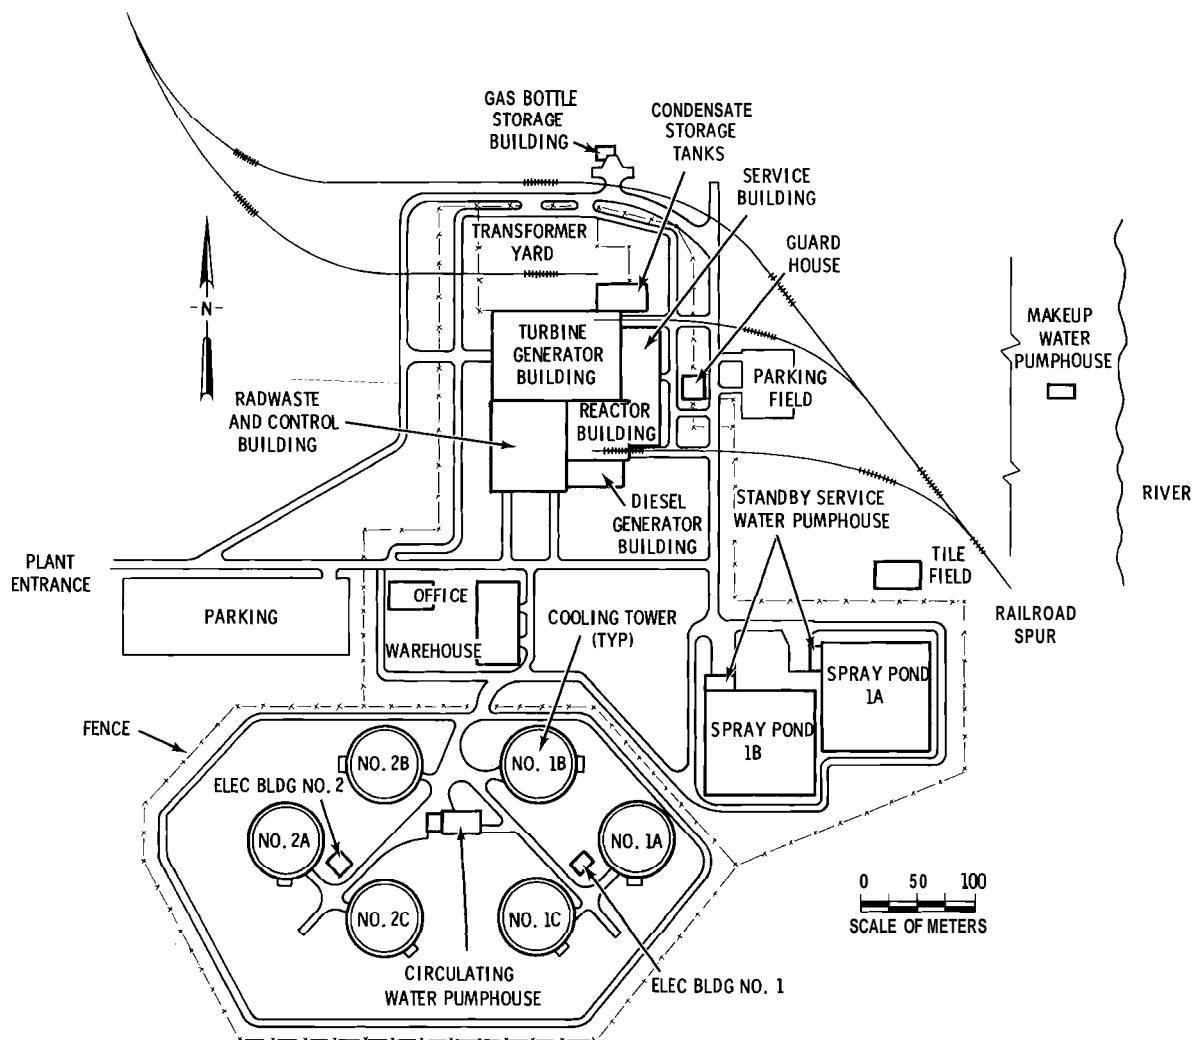 GAS BOTTLE
STORAGE
BUILDING
CONDENSATE
STORAGE
TANKS
SERVICE
BUILDING
TRANSFORMER
YARD
GUARD
HOUSE
N
MAKEUP
WATER
PUMPHOUSE
TURBINE
GENERATOR
BUILDING
PARKING
FIELD
RADWASTE
AND CONTROL
BUILDING
REACTOR
BUILDING
RIVER
DIESEL
GENERATOR
BUILDING
STANDBY SERVICE
WATER PUMPHOUSE
PLANT
ENTRANCE
TILE
FIELD
OFFICE
PARKING
COOLING TOWER
(TYP)
RAILROAD
SPUR
WAREHOUSE
SPRAY POND
1A
SPRAY POND
1B
FENCE
NO. 2B
NO. 1B
ELEC BLDG NO. 2
NO. 2A
NO. 1A
NO. 2C
NO. 1C
0 50 100
SCALE OF METERS
CIRCULATING
WATER PUMPHOUSE
ELEC BLDG NO. 1